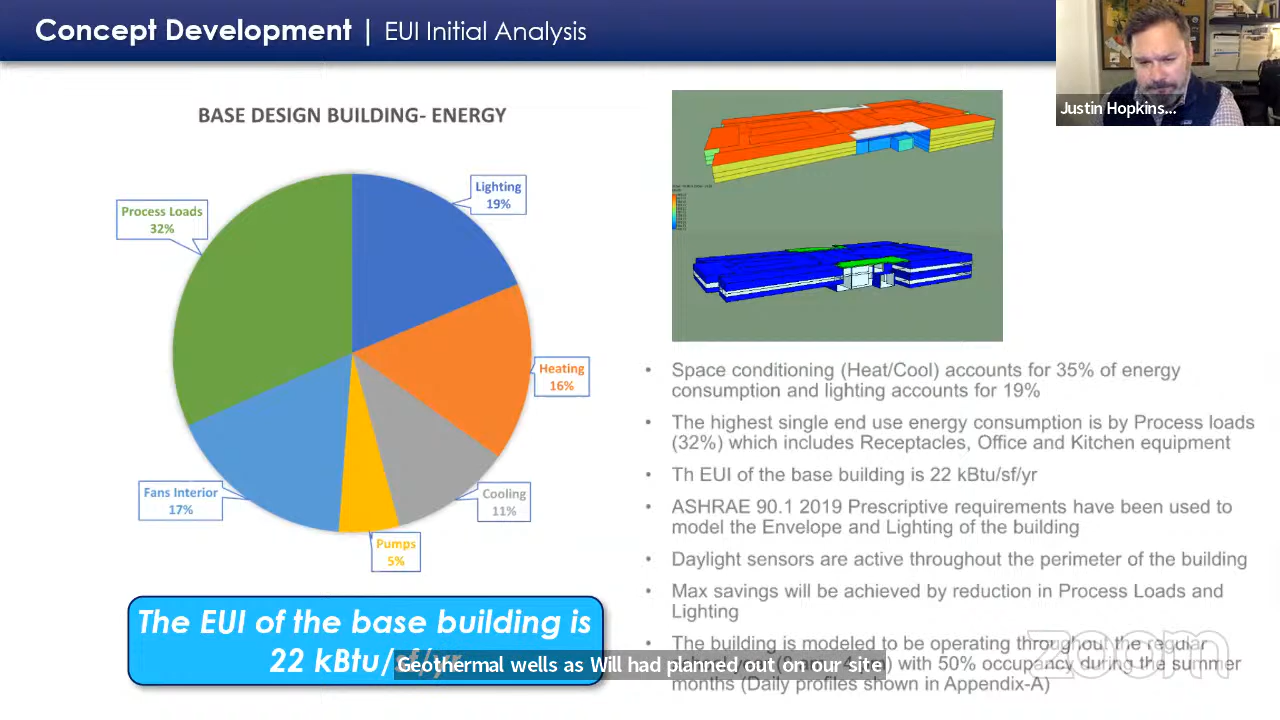 Concept Development | EUI Initial Analysis
Justin Hopkins...
BASE DESIGN BUILDING- ENERGY
Lighting
19%
Process Loads
32%
Heating
16%
Fans Interior
17%
Cooling
11%
Pumps
5%
The EUI of the base building is
22 kBtu/sf/yr
• Space conditioning (Heat/Cool) accounts for 35% of energy
consumption and lighting accounts for 19%
• The highest single end use energy consumption is by Process loads
(32%) which includes Receptacles, Office and Kitchen equipment
• Th EUI of the base building is 22 kBtu/sf/yr
• ASHRAE 90.1 2019 Prescriptive requirements have been used to
model the Envelope and Lighting of the building
• Daylight sensors are active throughout the perimeter of the building
• Max savings will be achieved by reduction in Process Loads and
Lighting
• The building is modeled to be operating throughout the regular
with 50% occupancy during the summer
months (Daily profiles shown in Appendix-A)
Geothermal wells as Will had planned out on our site
zoom